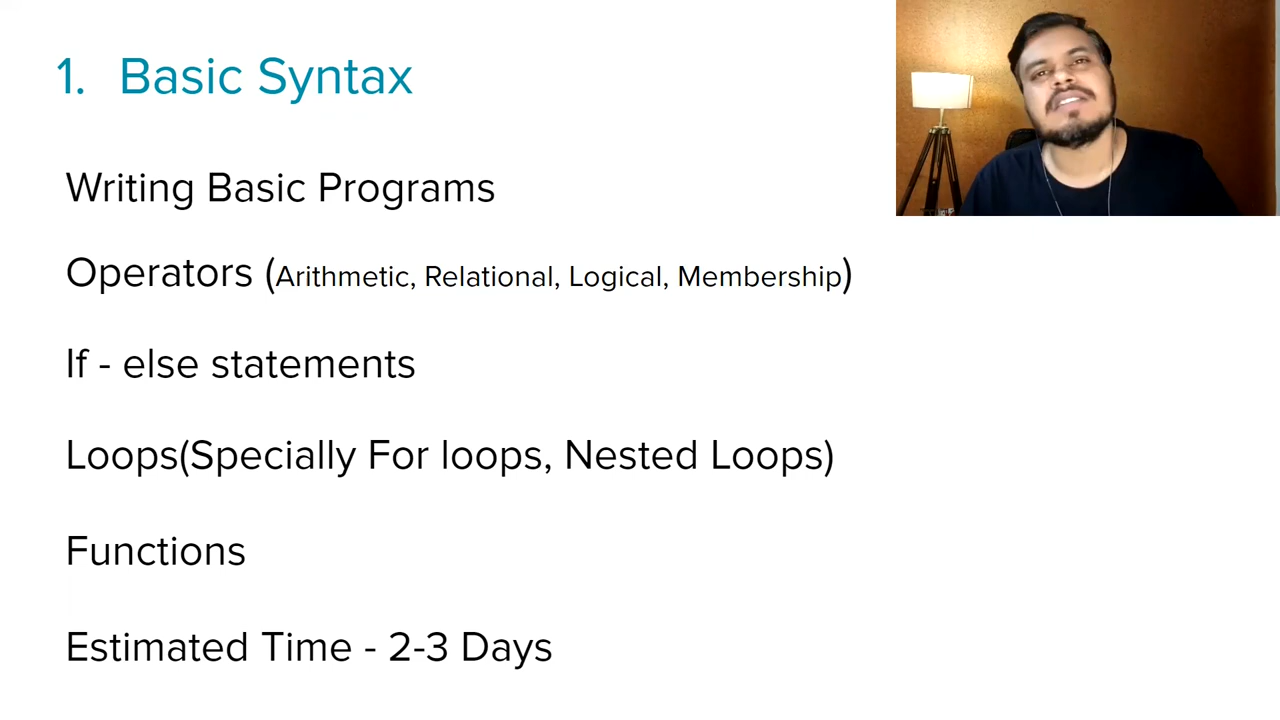 1. Basic Syntax
Writing Basic Programs
Operators (Arithmetic, Relational, Logical, Membership)
If - else statements
Loops(Specially For loops, Nested Loops)
Functions
Estimated Time - 2-3 Days